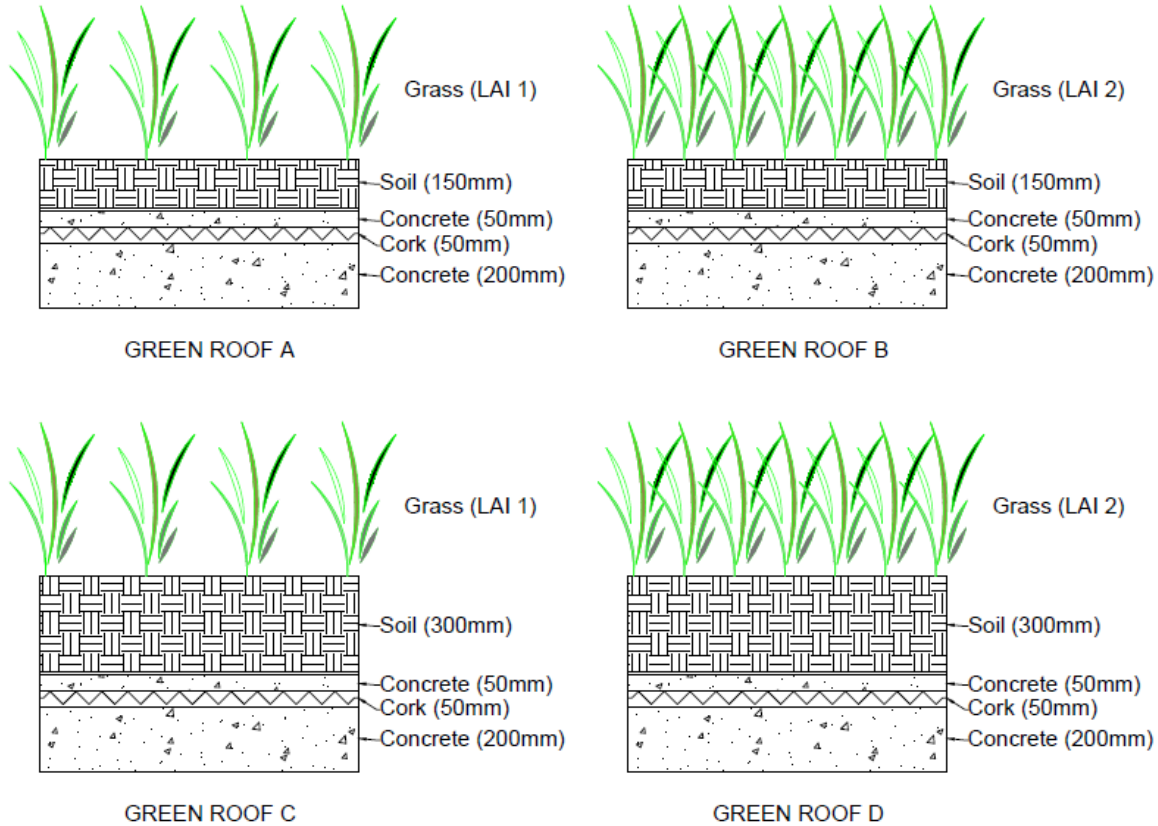 Grass (LAI 1)
Soil (150mm)
Concrete (50mm)
Cork (50mm)
Concrete (200mm)
GREEN ROOF A
Grass (LAI 2)
Soil (150mm)
Concrete (50mm)
Cork (50mm)
Concrete (200mm)
GREEN ROOF B
Grass (LAI 1)
Soil (300mm)
Concrete (50mm)
Cork (50mm)
Concrete (200mm)
GREEN ROOF C
Grass (LAI 2)
Soil (300mm)
Concrete (50mm)
Cork (50mm)
Concrete (200mm)
GREEN ROOF D